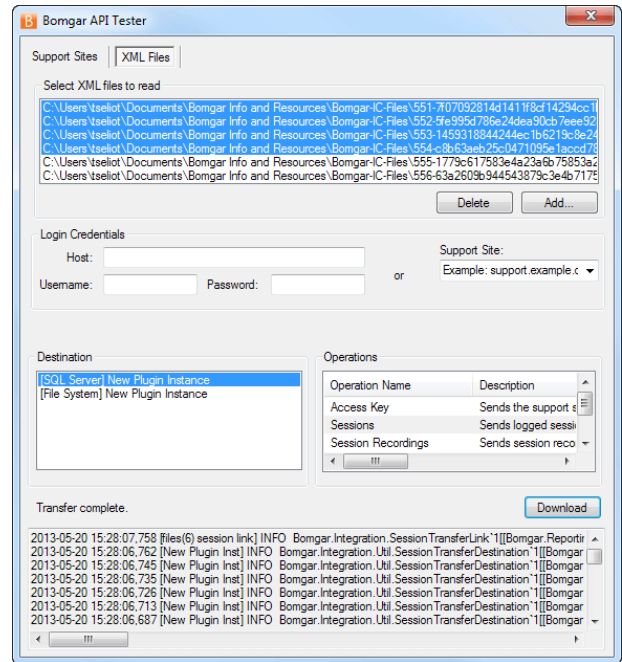 Bomgar API Tester
Support Sites XML Files
Select XML files to read
C:\Users\tseliot\Documents\Bomgar Info and Resources\Bomgar-IC-Files\551-7f07092814d1411f8cf14294cc1
C:\Users\tseliot\Documents\Bomgar Info and Resources\Bomgar-IC-Files\552-5fe995d786e24dea90cb7eee92
C:\Users\tseliot\Documents\Bomgar Info and Resources\Bomgar-IC-Files\553-1459318844244ec1b6219c8e24
C:\Users\tseliot\Documents\Bomgar Info and Resources\Bomgar-IC-Files\554-c8b63aeb25c0471095e1accd78
C:\Users\tseliot\Documents\Bomgar Info and Resources\Bomgar-IC-Files\555-1779c617583e4a23a6b75853a2
C:\Users\tseliot\Documents\Bomgar Info and Resources\Bomgar-IC-Files\556-63a2609b944543879c3e4b7175
Delete Add...
Login Credentials
Host:
Username: Password:
or
Support Site:
Example: support.example.c
Destination
[SQL Server] New Plugin Instance
[File System] New Plugin Instance
Operations
Operation Name Description
Access Key Sends the support s
Sessions Sends logged sessi
Session Recordings Sends session reco
Transfer complete.
Download
2013-05-20 15:28:07,758 [files(6) session link] INFO Bomgar.Integration.SessionTransferLink`1[[Bomgar.Reportir
2013-05-20 15:28:06,762 [New Plugin Inst] INFO Bomgar.Integration.Util.SessionTransferDestination`1[[Bomgar
2013-05-20 15:28:06,745 [New Plugin Inst] INFO Bomgar.Integration.Util.SessionTransferDestination`1[[Bomgar
2013-05-20 15:28:06,735 [New Plugin Inst] INFO Bomgar.Integration.Util.SessionTransferDestination`1[[Bomgar
2013-05-20 15:28:06,726 [New Plugin Inst] INFO Bomgar.Integration.Util.SessionTransferDestination`1[[Bomgar
2013-05-20 15:28:06,713 [New Plugin Inst] INFO Bomgar.Integration.Util.SessionTransferDestination`1[[Bomgar
2013-05-20 15:28:06,687 [New Plugin Inst] INFO Bomgar.Integration.Util.SessionTransferDestination`1[[Bomgar